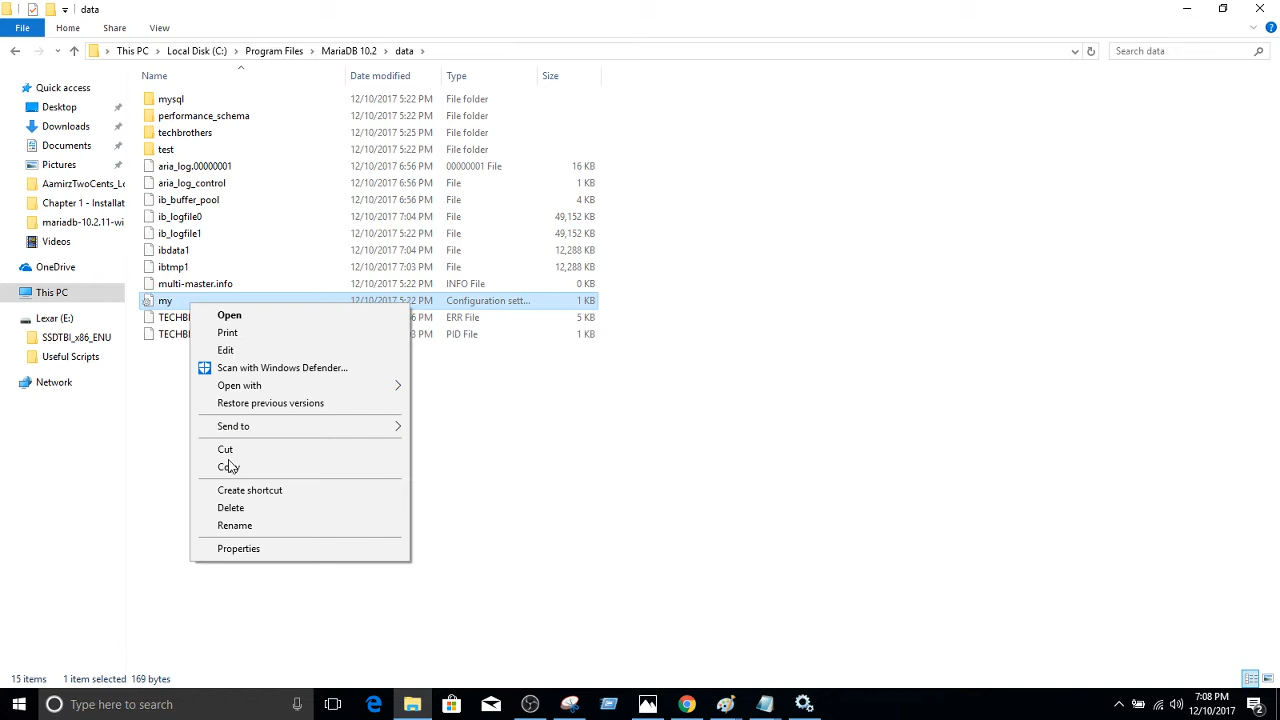 data
File Home Share View
This PC Local Disk (C:) Program Files MariaDB 10.2 data
Search data
Name Date modified Type Size
Quick access
Desktop
Downloads
Documents
Pictures
AamirzTwoCents_Lo
Chapter 1 - Installat
mariadb-10.2.11-wi
Videos
OneDrive
This PC
Lexar (E:)
SSDTBI_x86_ENU
Useful Scripts
Network
mysql 12/10/2017 5:22 PM File folder
performance_schema 12/10/2017 5:22 PM File folder
techbrothers 12/10/2017 5:25 PM File folder
test 12/10/2017 5:22 PM File folder
aria_log.00000001 12/10/2017 6:56 PM 00000001 File 16 KB
aria_log_control 12/10/2017 6:56 PM File 1 KB
ib_buffer_pool 12/10/2017 6:56 PM File 4 KB
ib_logfile0 12/10/2017 7:04 PM File 49,152 KB
ib_logfile1 12/10/2017 7:04 PM File 49,152 KB
ibdata1 12/10/2017 7:04 PM File 12,288 KB
ibtmp1 12/10/2017 7:03 PM File 12,288 KB
multi-master.info 12/10/2017 5:22 PM INFO File 0 KB
my 12/10/2017 5:22 PM Configuration sett... 1 KB
TECHB PM ERR File 5 KB
TECHB PM PID File 1 KB
Open
Print
Edit
Scan with Windows Defender...
Open with
Restore previous versions
Send to
Cut
Copy
Create shortcut
Delete
Rename
Properties
15 items 1 item selected 169 bytes
Type here to search
7:08 PM
12/10/2017
2